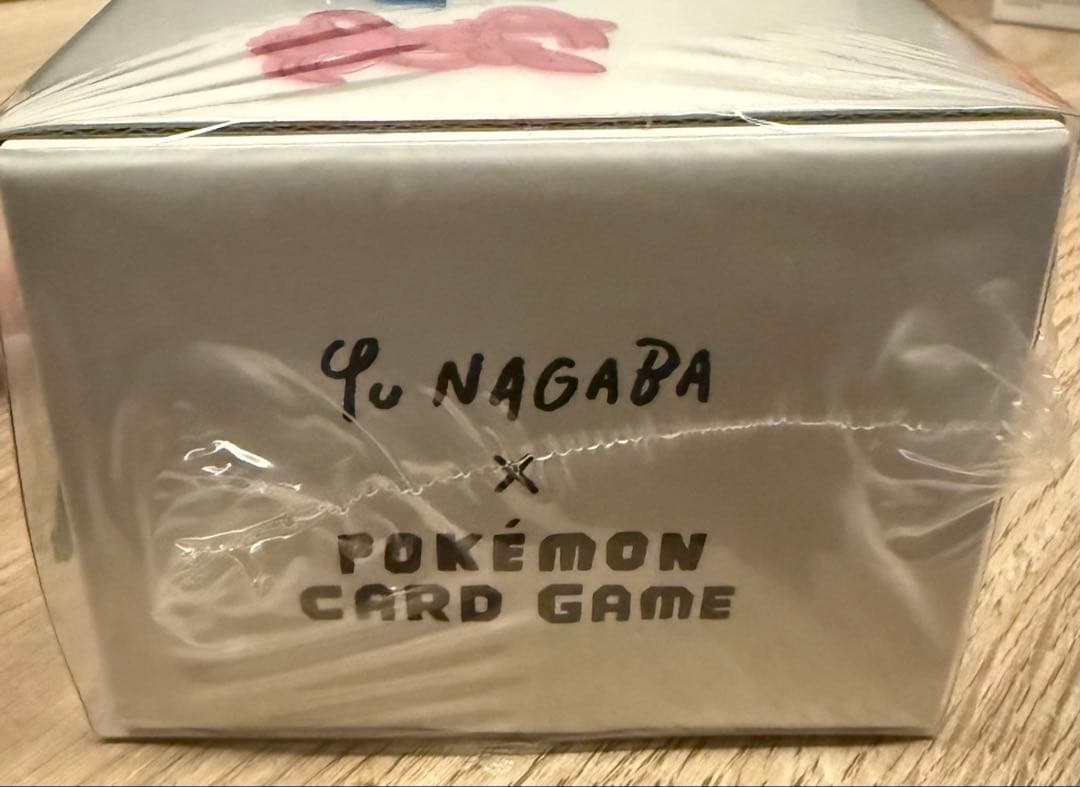 Yu NAGABA
×
POKÉMON
CARD GAME